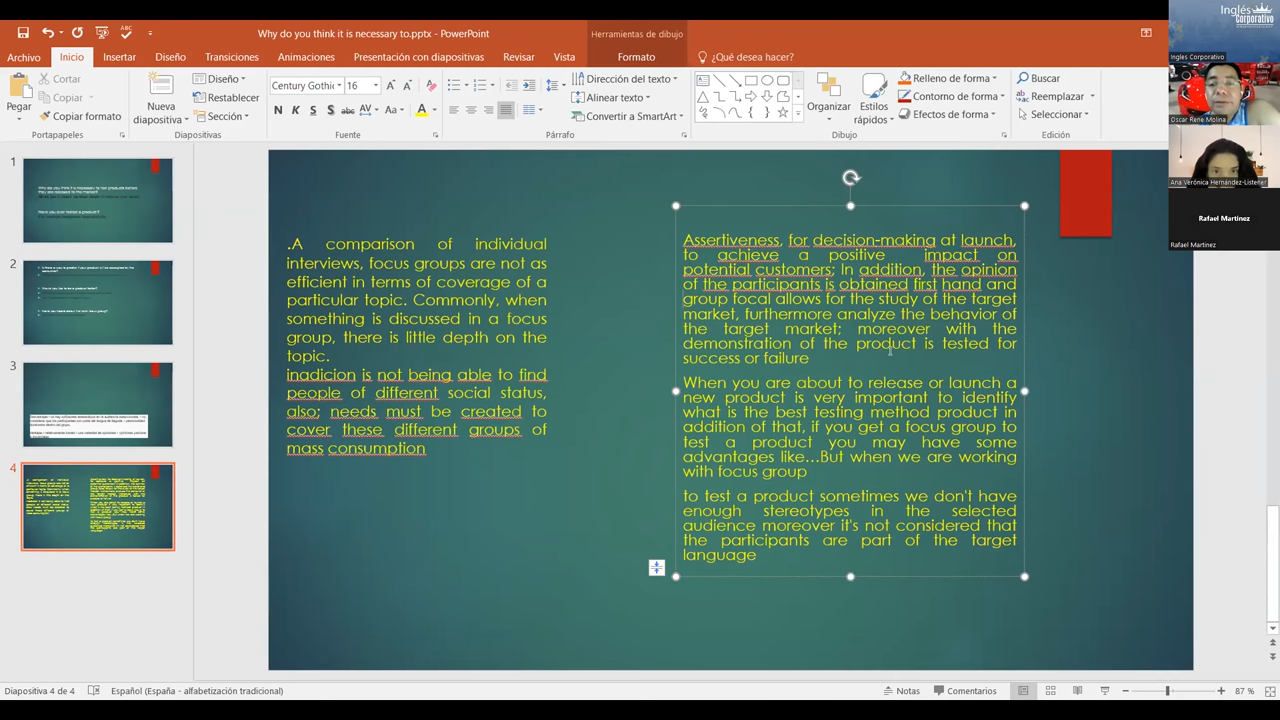 Why do you think it is necessary to.pptx - PowerPoint
Herramientas de dibujo
Archivo Inicio Insertar Diseño Transiciones Animaciones Presentación con diapositivas Revisar Vista Formato ¿Qué desea hacer?
Pegar
Cortar
Copiar
Copiar formato
Portapapeles
Nueva diapositiva
Diseño
Restablecer
Sección
Diapositivas
Century Gothic 16
N K S abc AV Aa A
Fuente
Párrafo
Dirección del texto
Alinear texto
Convertir a SmartArt
Organizar
Estilos rápidos
Relleno de forma
Contorno de forma
Efectos de forma
Dibujo
Buscar
Reemplazar
Seleccionar
Edición
Inglés
Corporativo
Ingles Corporativo
Oscar Rene Molina
Ana Verónica Hernández-Listener
Rafael Martinez
Rafael Martinez
1
2
3
4
.A comparison of individual
interviews, focus groups are not as
efficient in terms of coverage of a
particular topic. Commonly, when
something is discussed in a focus
group, there is little depth on the
topic.
inadicion is not being able to find
people of different social status,
also; needs must be created to
cover these different groups of
mass consumption
Assertiveness, for decision-making at launch,
to achieve a positive impact on
potential customers; In addition, the opinion
of the participants is obtained first hand and
group focal allows for the study of the target
market, furthermore analyze the behavior of
the target market; moreover with the
demonstration of the product is tested for
success or failure
When you are about to release or launch a
new product is very important to identify
what is the best testing method product in
addition of that, if you get a focus group to
test a product you may have some
advantages like...But when we are working
with focus group
to test a product sometimes we don't have
enough stereotypes in the selected
audience moreover it's not considered that
the participants are part of the target
language
Diapositiva 4 de 4 Español (España - alfabetización tradicional) Notas Comentarios 87 %